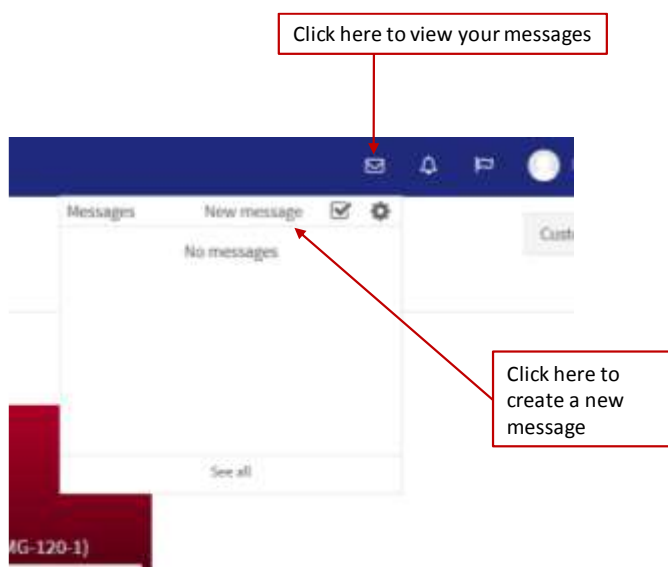 Click here to view your messages
Messages New message
Custo
No messages
Click here to
create a new
message
See all
MG-120-1)